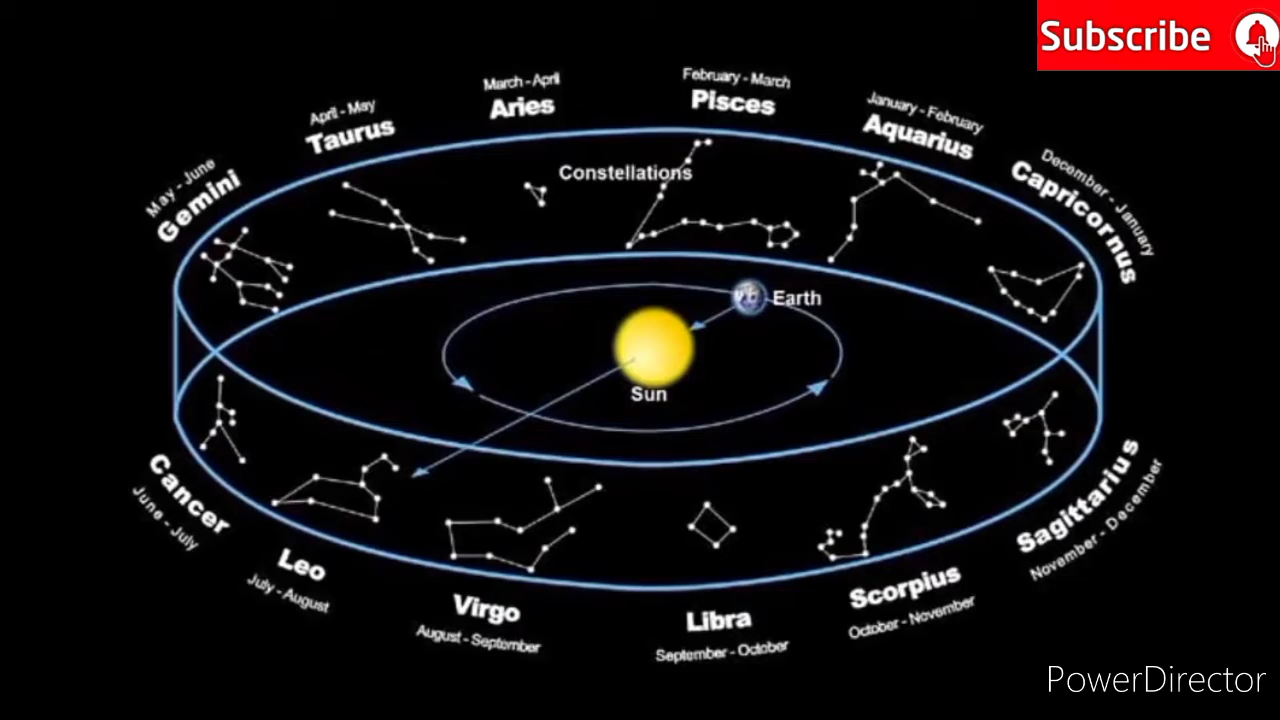 Subscribe
February - March
Pisces
March - April
Aries
January - February
Aquarius
April - May
Taurus
December - January
Capricornus
May - June
Gemini
Constellations
Earth
Sun
Cancer
June - July
Sagittarius
November - December
Leo
July - August
Scorpius
October - November
Virgo
August - September
Libra
September - October
PowerDirector